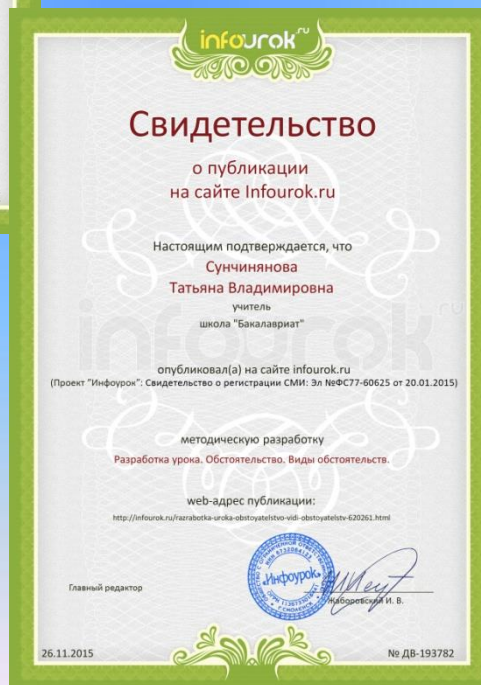 infourok ru
Свидетельство
о публикации
на сайте Infourok.ru
Настоящим подтверждается, что
Сунчинянова
Татьяна Владимировна
учитель
школа "Бакалавриат"
infourok ru
опубликовал(а) на сайте infourok.ru
(Проект "Инфоурок": Свидетельство о регистрации СМИ: Эл №ФС77-60625 от 20.01.2015)
методическую разработку
Разработка урока. Обстоятельство. Виды обстоятельств.
web-адрес публикации:
http://infourok.ru/razrabotka-uroka-obstoyatelstvo-vidi-obstoyatelstv-620261.html
«Инфоурок»
Главный редактор
Жаборовский И. В.
26.11.2015
№ ДВ-193782